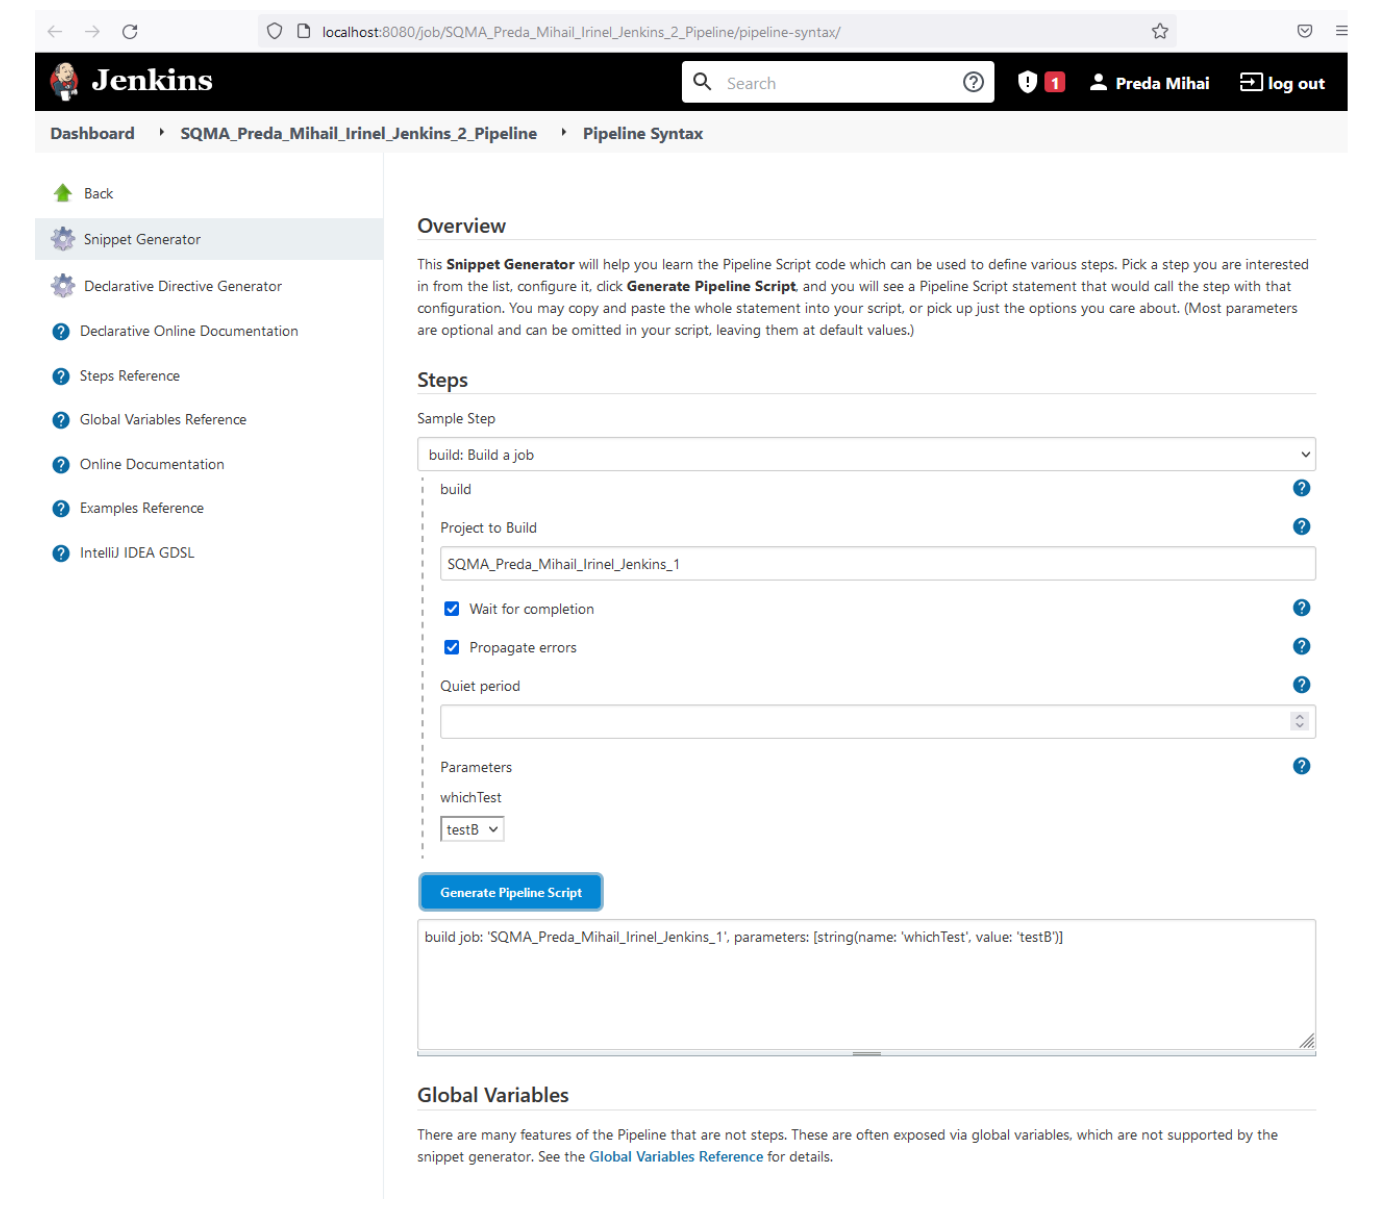 localhost:8080/job/SQMA_Preda_Mihail_Irinel_Jenkins_2_Pipeline/pipeline-syntax/
Jenkins
Search
1
Preda Mihai
log out
Dashboard
SQMA_Preda_Mihail_Irinel_Jenkins_2_Pipeline
Pipeline Syntax
Back
Snippet Generator
Declarative Directive Generator
Declarative Online Documentation
Steps Reference
Global Variables Reference
Online Documentation
Examples Reference
IntelliJ IDEA GDSL
Overview
This Snippet Generator will help you learn the Pipeline Script code which can be used to define various steps. Pick a step you are interested
in from the list, configure it, click Generate Pipeline Script, and you will see a Pipeline Script statement that would call the step with that
configuration. You may copy and paste the whole statement into your script, or pick up just the options you care about. (Most parameters
are optional and can be omitted in your script, leaving them at default values.)
Steps
Sample Step
build: Build a job
build
Project to Build
SQMA_Preda_Mihail_Irinel_Jenkins_1
Wait for completion
Propagate errors
Quiet period
Parameters
whichTest
testB
Generate Pipeline Script
build job: 'SQMA_Preda_Mihail_Irinel_Jenkins_1', parameters: [string(name: 'whichTest', value: 'testB')]
Global Variables
There are many features of the Pipeline that are not steps. These are often exposed via global variables, which are not supported by the
snippet generator. See the Global Variables Reference for details.